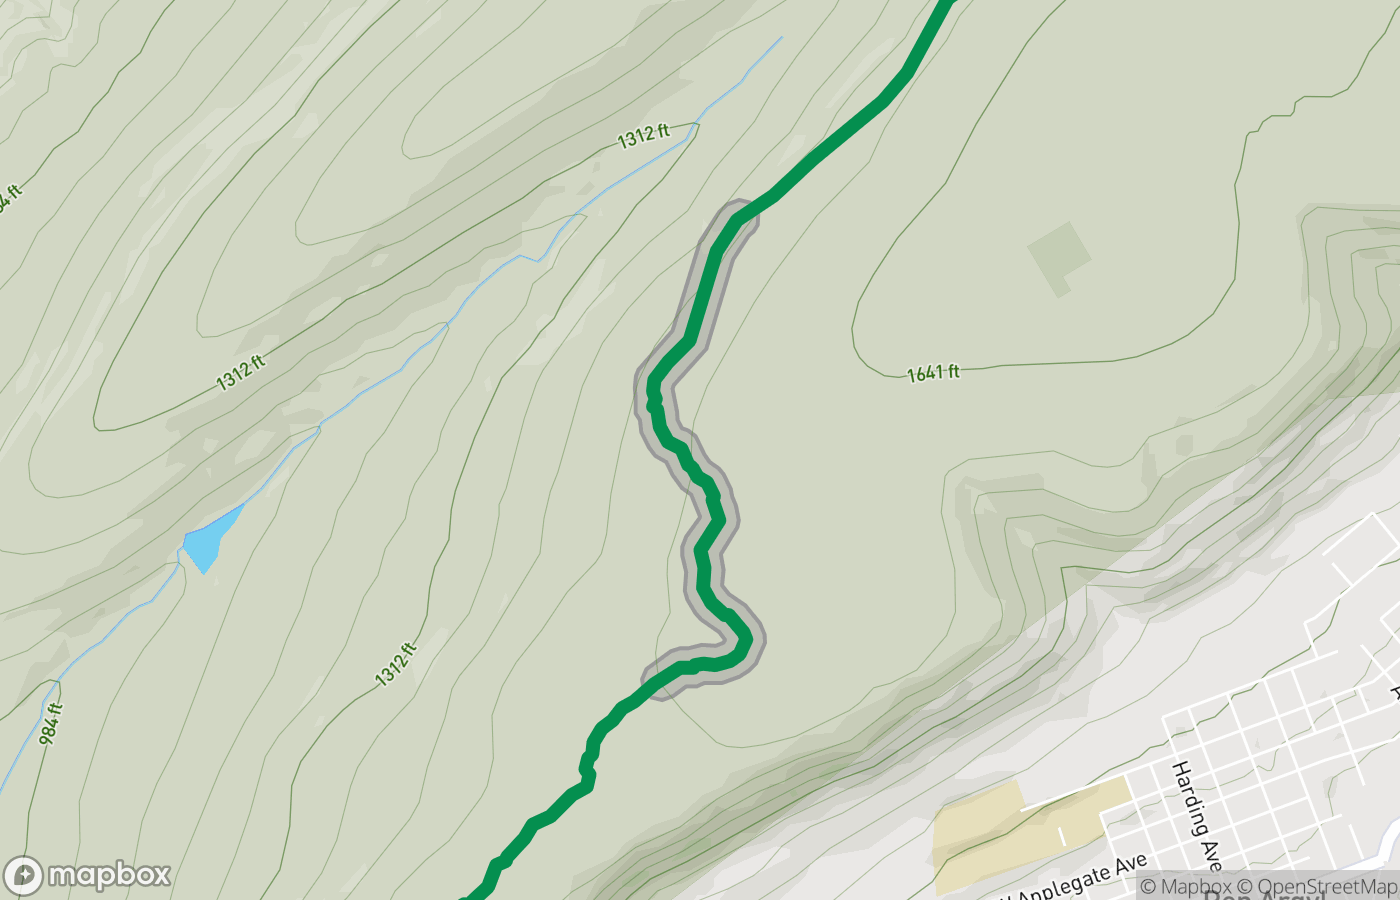 1312 ft
1312 ft
1641 ft
1312 ft
984 ft
Harding Ave
Applegate Ave
mapbox
© Mapbox © OpenStreetMap